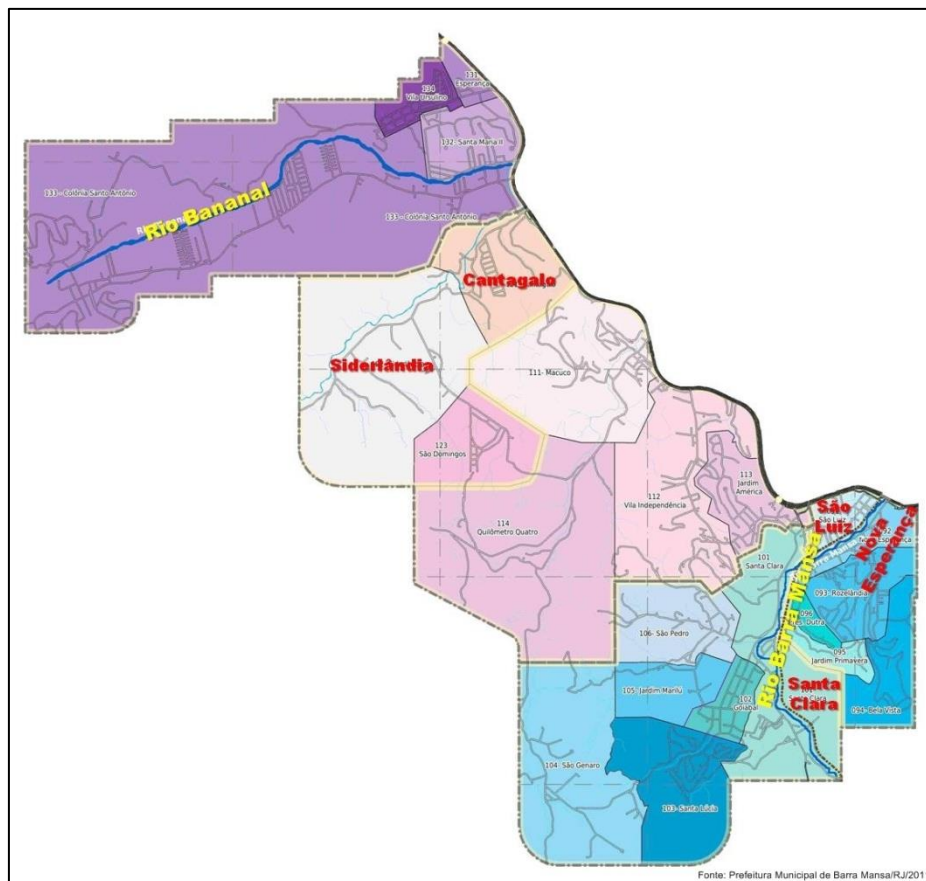 131
Esperança
134
Vila Ursulino
132- Santa Maria II
133 - Colônia Santo Antônio
Rio Bananal
133 - Colônia Santo Antônio
Cantagalo
Siderlândia
111- Macuco
123
São Domingos
113
Jardim
América
112
Vila Independência
114
Quilômetro Quatro
São
Luiz
Nova
Esperança
101
Santa Clara
Rio Barra Mansa
093- Rozelândia
096
Pres. Dutra
095
Jardim Primavera
106- São Pedro
105- Jardim Marilú
102
Goiabal
Santa
Clara
094- Bela Vista
104- São Genaro
103- Santa Lúcia
Fonte: Prefeitura Municipal de Barra Mansa/RJ/201